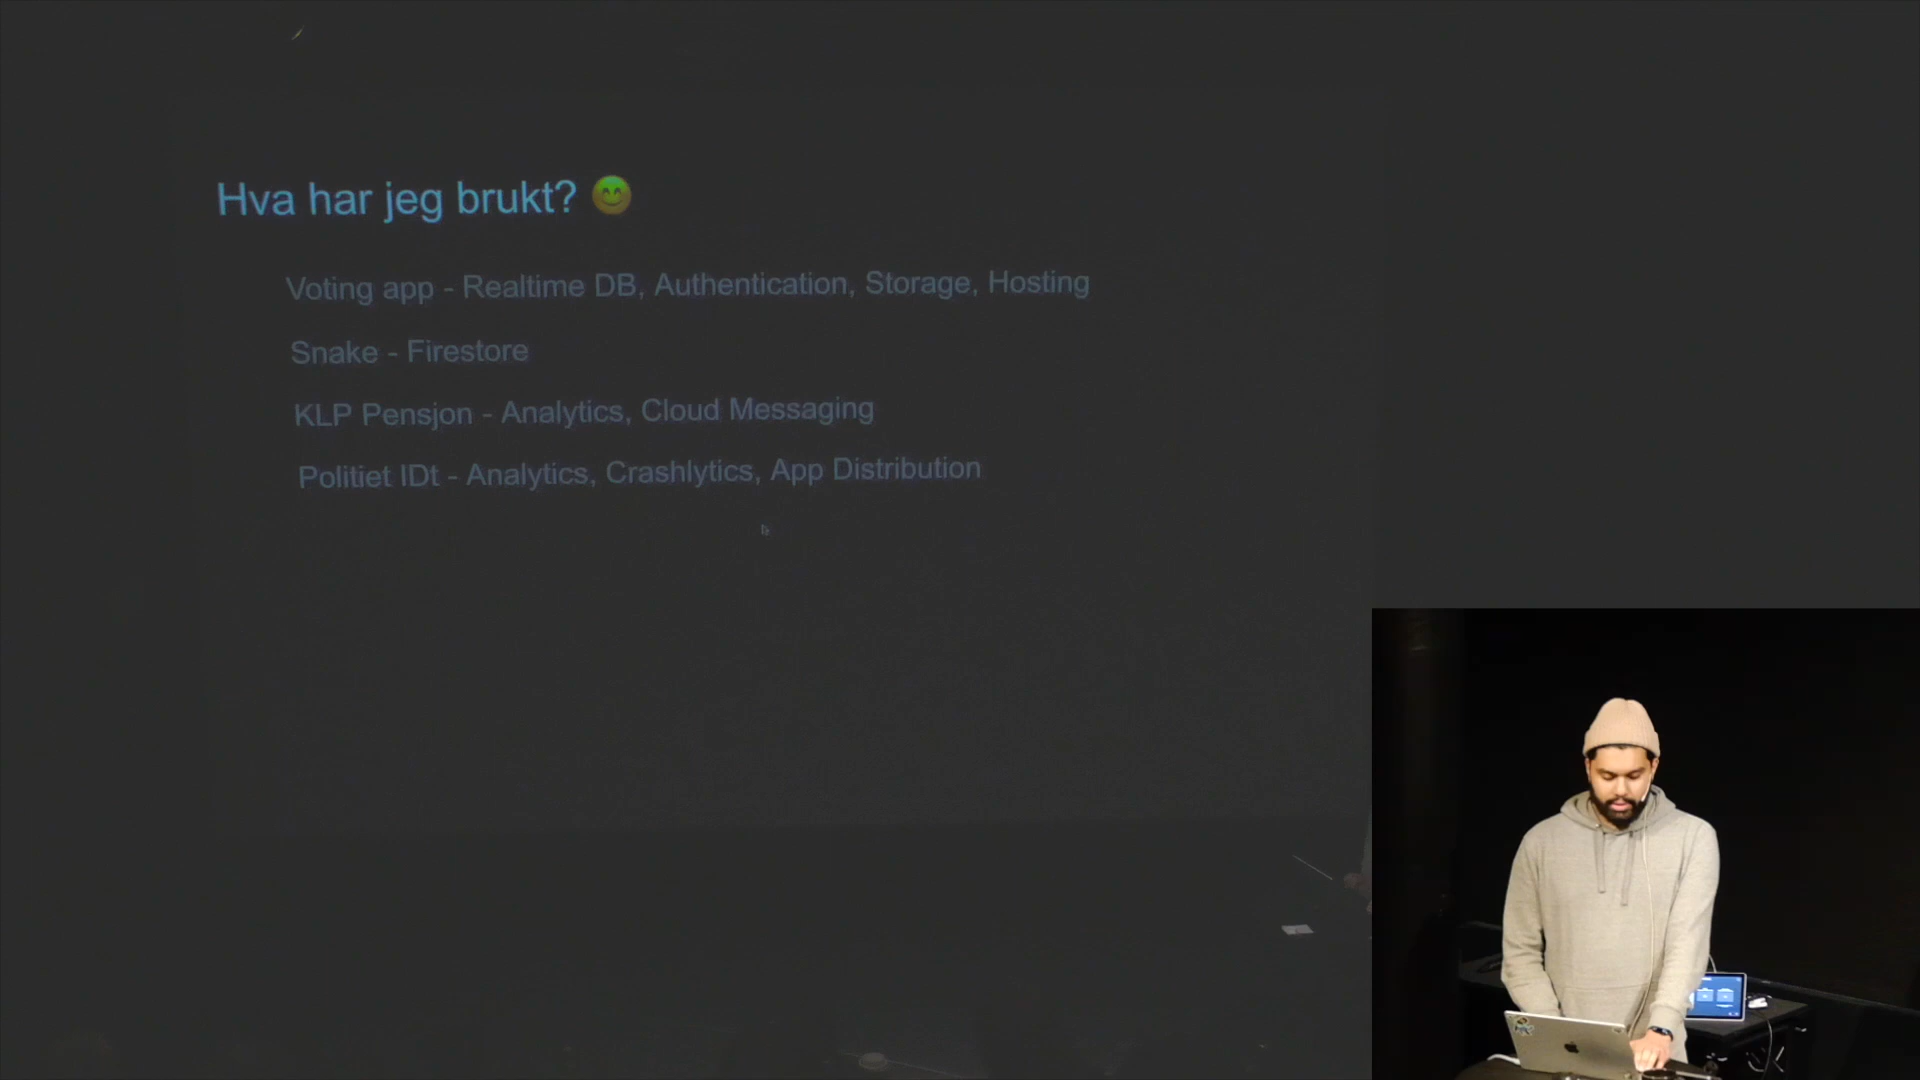 Hva har jeg brukt? 😊
Voting app - Realtime DB, Authentication, Storage, Hosting
Snake - Firestore
KLP Pensjon - Analytics, Cloud Messaging
Politiet IDt - Analytics, Crashlytics, App Distribution